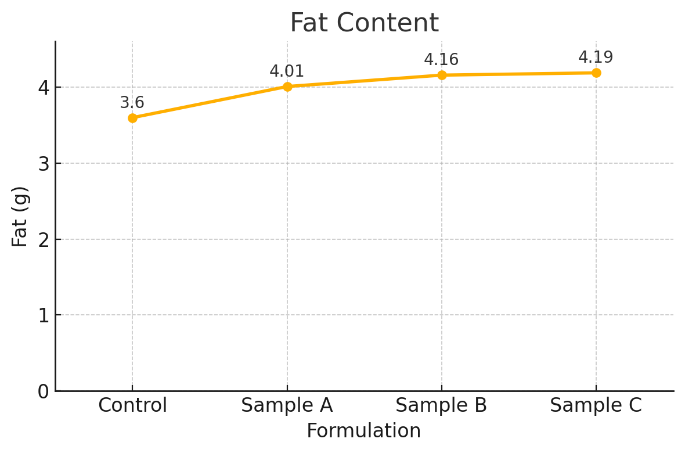 Fat Content
4.19
4.16
4.01
3.6
4
3
2
1
0
Fat (g)
Control Sample A Sample B Sample C
Formulation